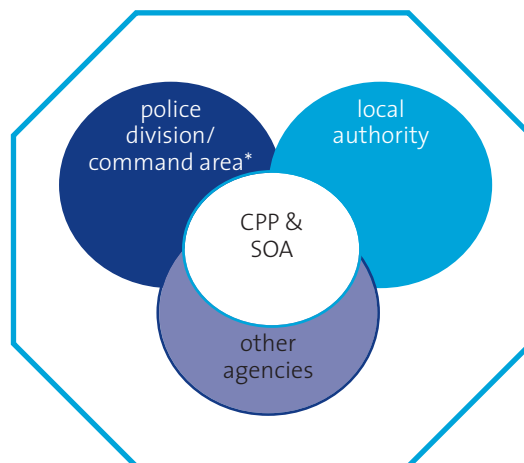 police
division/
command area*
local
authority
CPP &
SOA
other
agencies